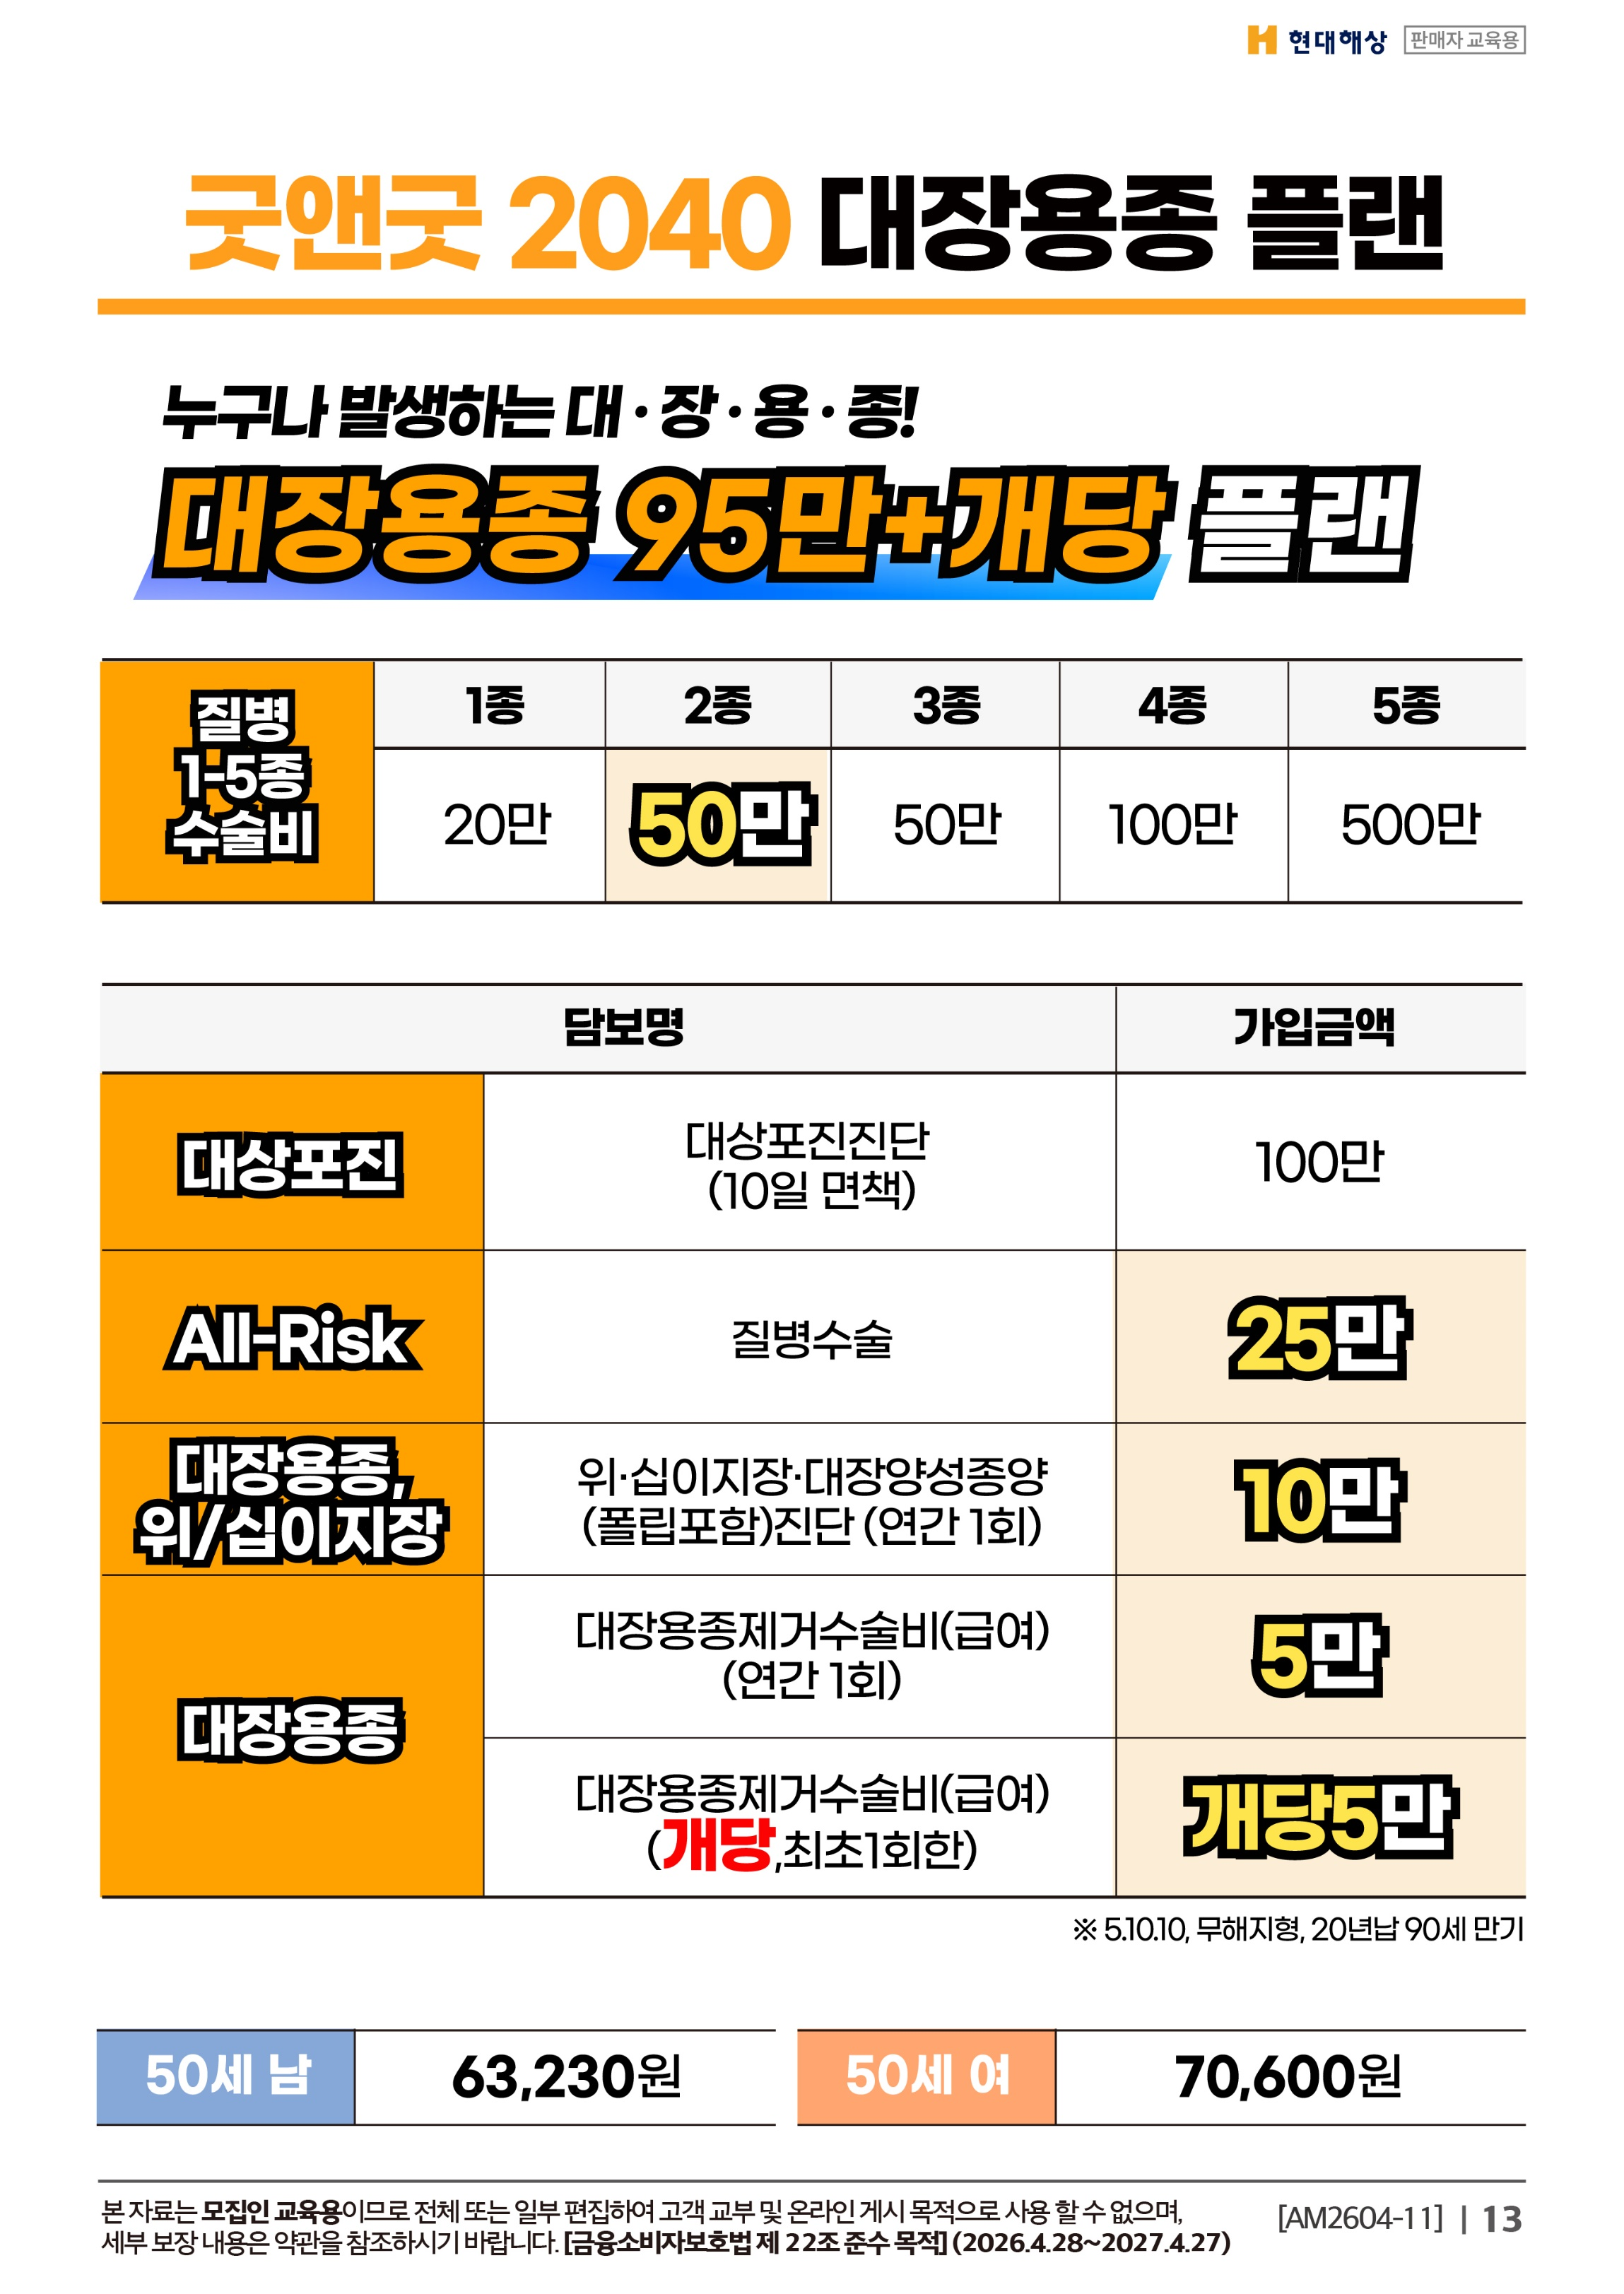 현대해상 판매자 교육용
굿앤굿 2040 대장용종 플랜
누구나 발생하는 대·장·용·종!
대장용종 95만+개당 플랜
질병
1-5종
수술비
1종 2종 3종 4종 5종
20만 50만 50만 100만 500만
담보명 가입금액
대상포진
대상포진진단
(10일 면책)
100만
All-Risk 질병수술 25만
대장용종,
위/십이지장
위·십이지장·대장양성종양
(폴립포함)진단 (연간 1회)
10만
대장용종
대장용종제거수술비(급여)
(연간 1회)
5만
대장용종제거수술비(급여)
(개당,최초1회한)
개당5만
※ 5.10.10, 무해지형, 20년납 90세 만기
50세 남 63,230원 50세 여 70,600원
본 자료는 모집인 교육용이므로 전체 또는 일부 편집하여 고객 교부 및 온라인 게시 목적으로 사용 할 수 없으며,
세부 보장 내용은 약관을 참조하시기 바랍니다. [금융소비자보호법 제 22조 준수 목적] (2026.4.28~2027.4.27)
[AM2604-11] | 13